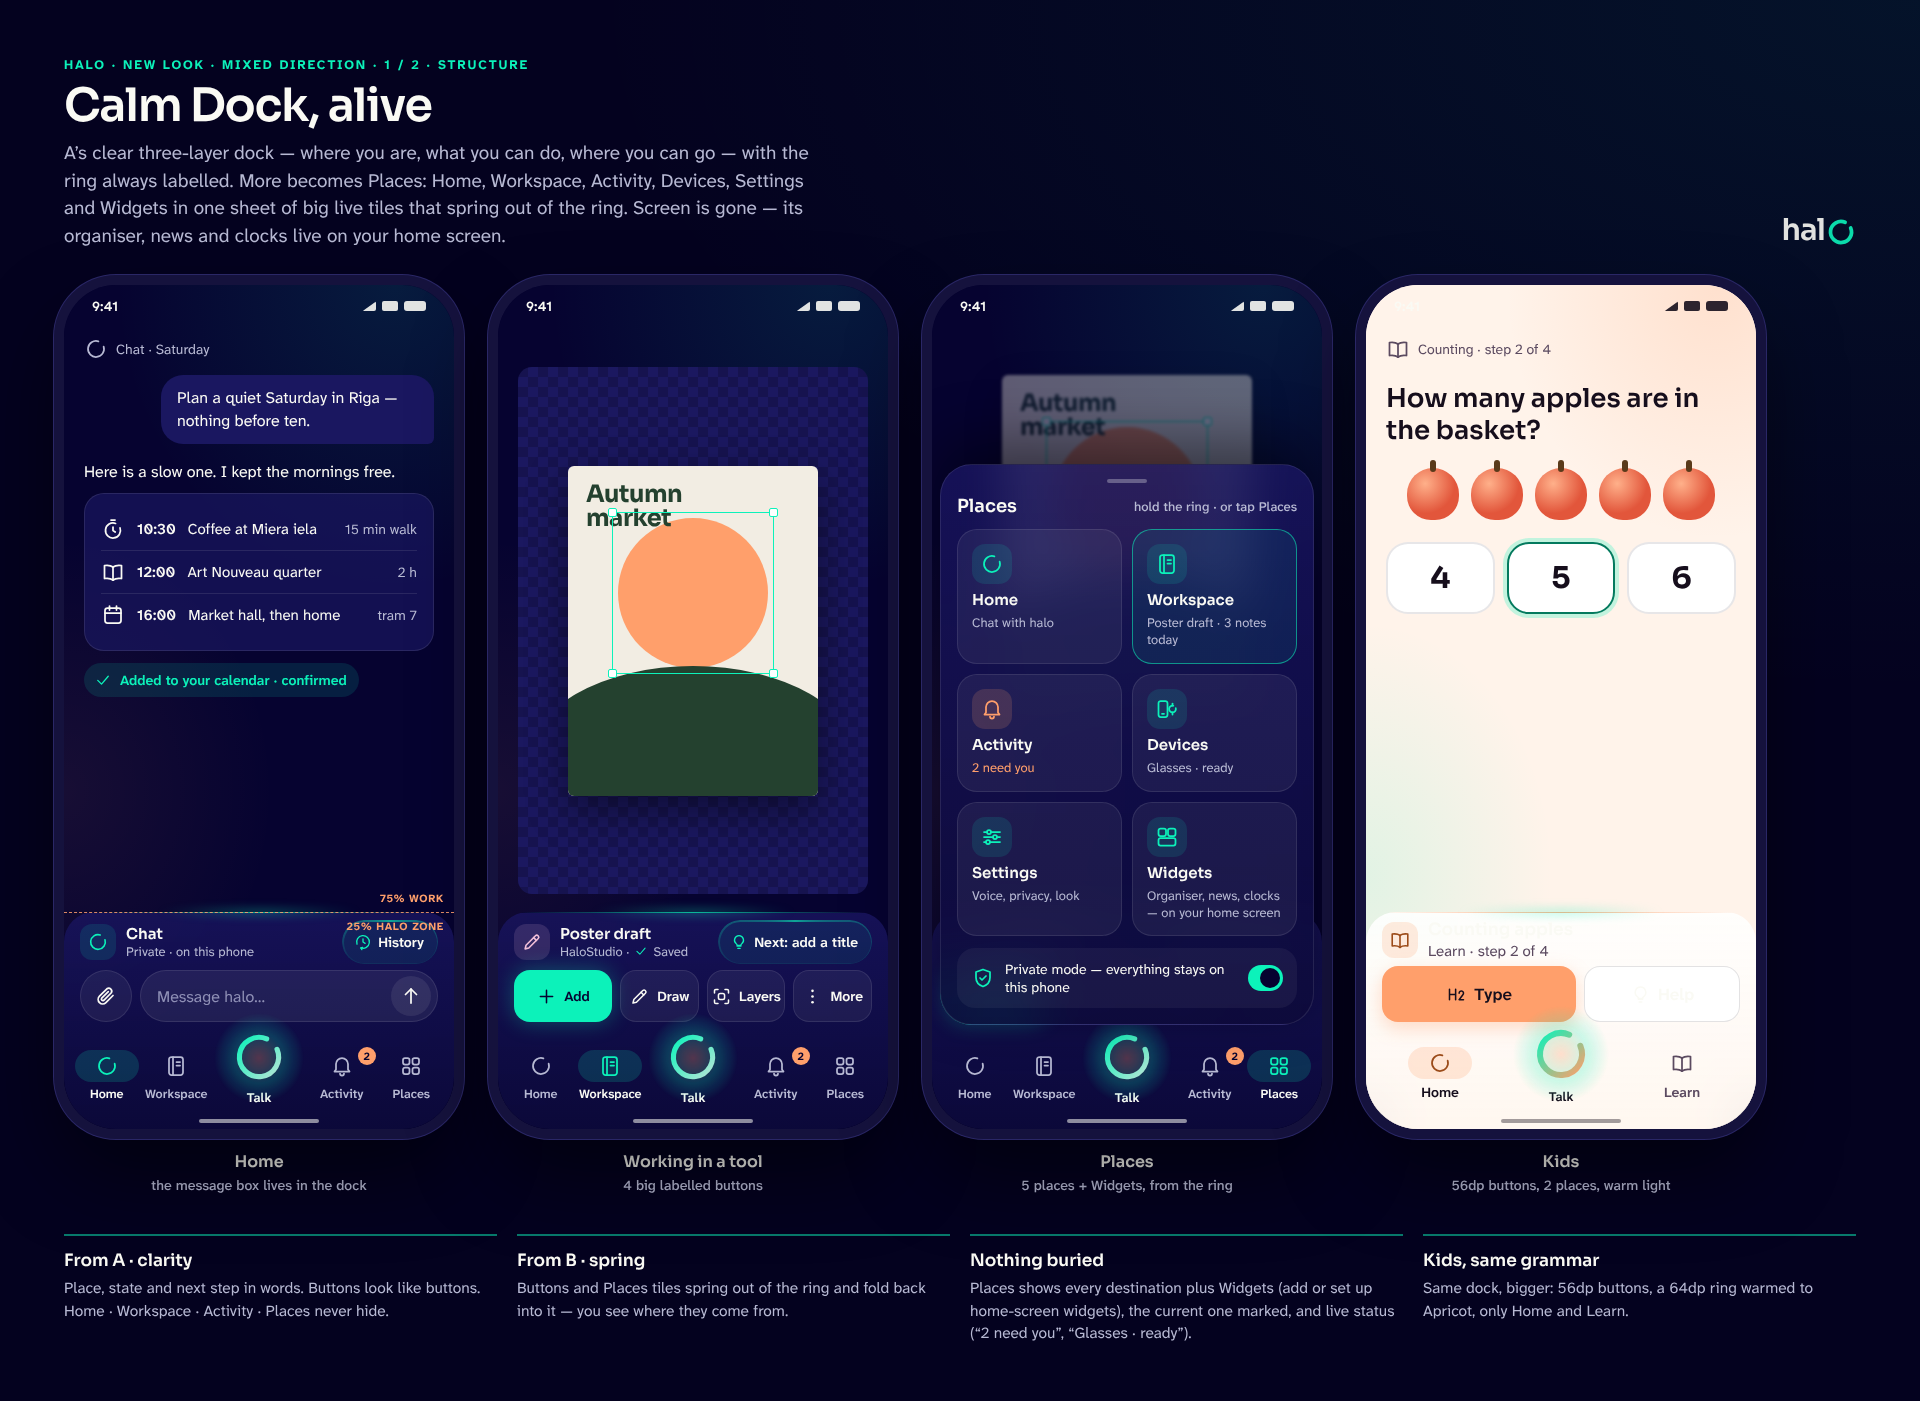 HALO · NEW LOOK · MIXED DIRECTION · 1 / 2 · STRUCTURE
Calm Dock, alive
A’s clear three-layer dock — where you are, what you can do, where you can go — with the
ring always labelled. More becomes Places: Home, Workspace, Activity, Devices, Settings
and Widgets in one sheet of big live tiles that spring out of the ring. Screen is gone — its
organiser, news and clocks live on your home screen.
hal
9:41
Chat · Saturday
Plan a quiet Saturday in Riga —
nothing before ten.
Here is a slow one. I kept the mornings free.
10:30 Coffee at Miera iela 15 min walk
12:00 Art Nouveau quarter 2 h
16:00 Market hall, then home tram 7
Added to your calendar · confirmed
75% WORK
25% HALO ZONE
Chat
Private · on this phone
History
Message halo...
2
Home Workspace Talk Activity Places
Home
the message box lives in the dock
9:41
Autumn
market
Poster draft
HaloStudio · Saved
Next: add a title
Add Draw Layers More
2
Home Workspace Talk Activity Places
Working in a tool
4 big labelled buttons
9:41
Autumn
market
Places hold the ring · or tap Places
Home
Chat with halo
Workspace
Poster draft · 3 notes
today
Activity
2 need you
Devices
Glasses · ready
Settings
Voice, privacy, look
Widgets
Organiser, news, clocks
— on your home screen
Private mode — everything stays on
this phone
2
Home Workspace Talk Activity Places
Places
5 places + Widgets, from the ring
Counting · step 2 of 4
How many apples are in
the basket?
4 5 6
Counting apples
Learn · step 2 of 4
H2 Type Help
Home Talk Learn
Kids
56dp buttons, 2 places, warm light
From A · clarity
Place, state and next step in words. Buttons look like buttons.
Home · Workspace · Activity · Places never hide.
From B · spring
Buttons and Places tiles spring out of the ring and fold back
into it — you see where they come from.
Nothing buried
Places shows every destination plus Widgets (add or set up
home-screen widgets), the current one marked, and live status
(“2 need you”, “Glasses · ready”).
Kids, same grammar
Same dock, bigger: 56dp buttons, a 64dp ring warmed to
Apricot, only Home and Learn.